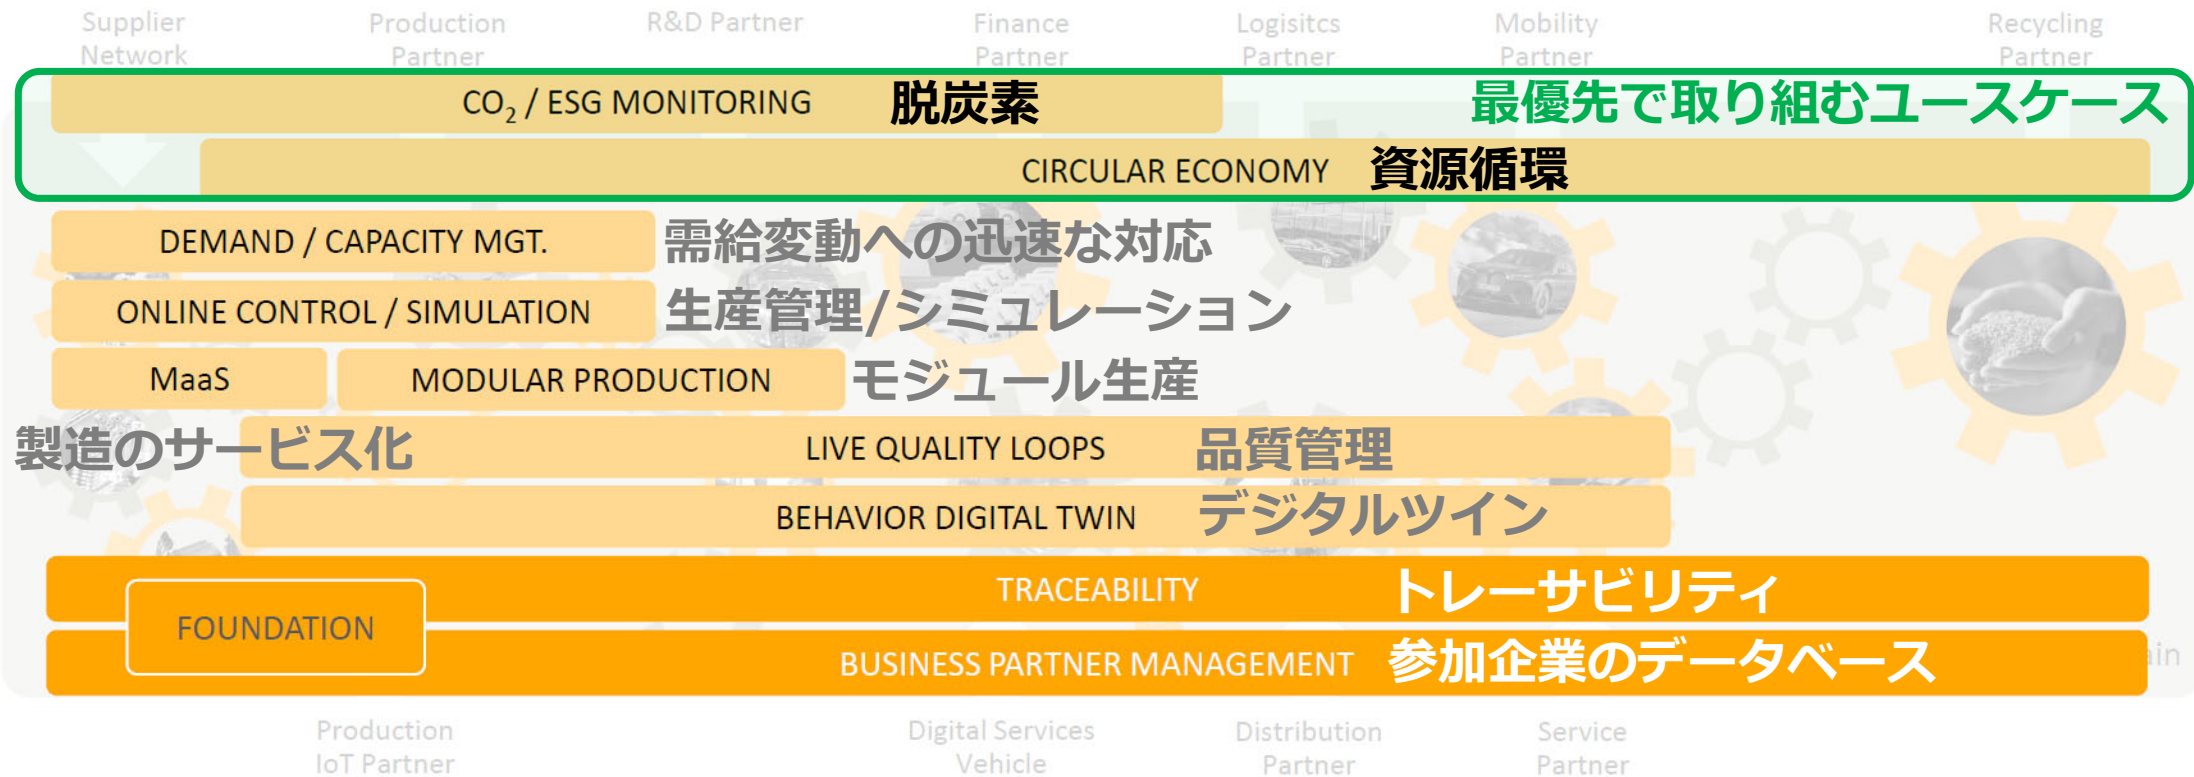 Supplier
Network
Production
Partner
R&D Partner
Finance
Partner
Logisitcs
Partner
Mobility
Partner
Recycling
Partner
CO₂ / ESG MONITORING 脱炭素
最優先で取り組むユースケース
CIRCULAR ECONOMY 資源循環
DEMAND / CAPACITY MGT. 需給変動への迅速な対応
ONLINE CONTROL / SIMULATION 生産管理/シミュレーション
MaaS
MODULAR PRODUCTION モジュール生産
製造のサービス化
LIVE QUALITY LOOPS 品質管理
BEHAVIOR DIGITAL TWIN デジタルツイン
TRACEABILITY トレーサビリティ
FOUNDATION
BUSINESS PARTNER MANAGEMENT 参加企業のデータベース
Production
IoT Partner
Digital Services
Vehicle
Distribution
Partner
Service
Partner